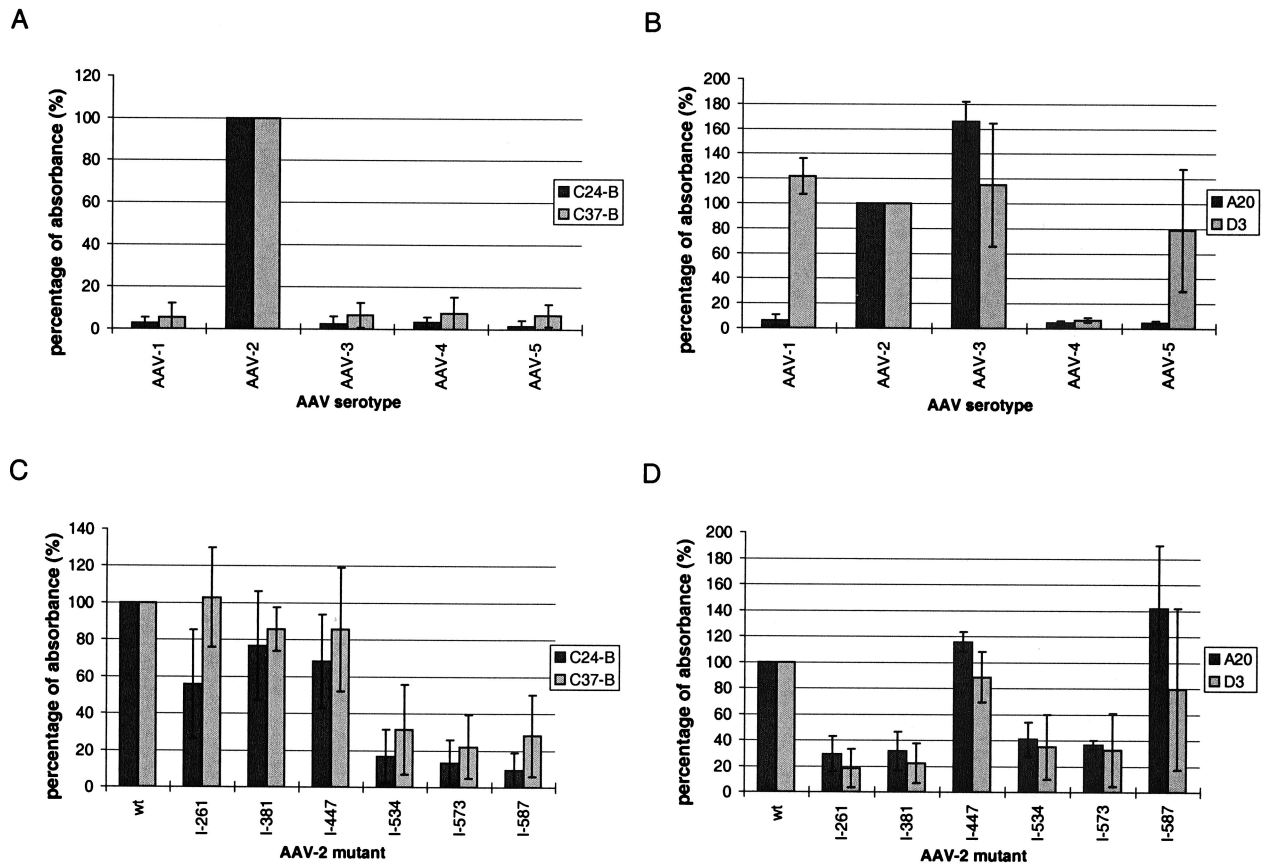 A
percentage of absorbance (%)
120
100
80
60
40
20
0
AAV-1
AAV-2
AAV-3
AAV-4
AAV-5
AAV serotype
C24-B
C37-B
B
percentage of absorbance (%)
200
180
160
140
120
100
80
60
40
20
0
AAV-1
AAV-2
AAV-3
AAV-4
AAV-5
AAV serotype
A20
D3
C
percentage of absorbance (%)
140
120
100
80
60
40
20
0
wt
I-261
I-381
I-447
I-534
I-573
I-587
AAV-2 mutant
C24-B
C37-B
D
percentage of absorbance (%)
200
180
160
140
120
100
80
60
40
20
0
wt
I-261
I-381
I-447
I-534
I-573
I-587
AAV-2 mutant
A20
D3